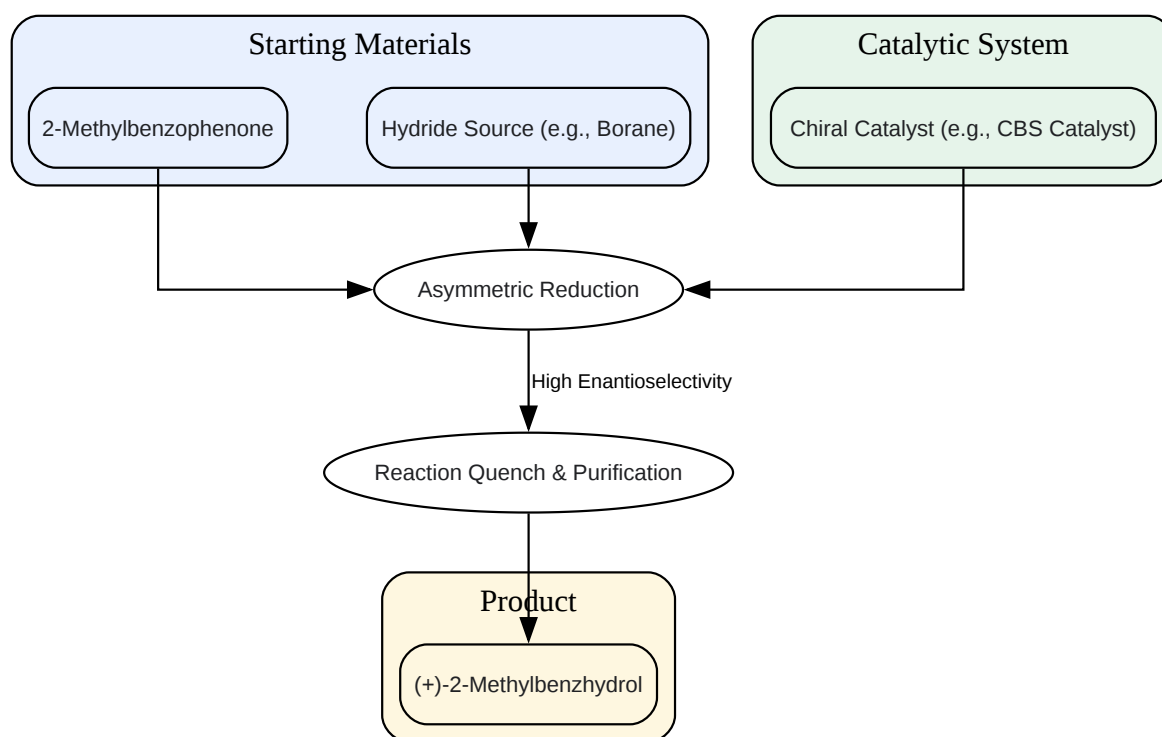 Starting Materials
Catalytic System
2-Methylbenzophenone
Hydride Source (e.g., Borane)
Chiral Catalyst (e.g., CBS Catalyst)
Asymmetric Reduction
High Enantioselectivity
Reaction Quench & Purification
Product
(+)-2-Methylbenzhydrol